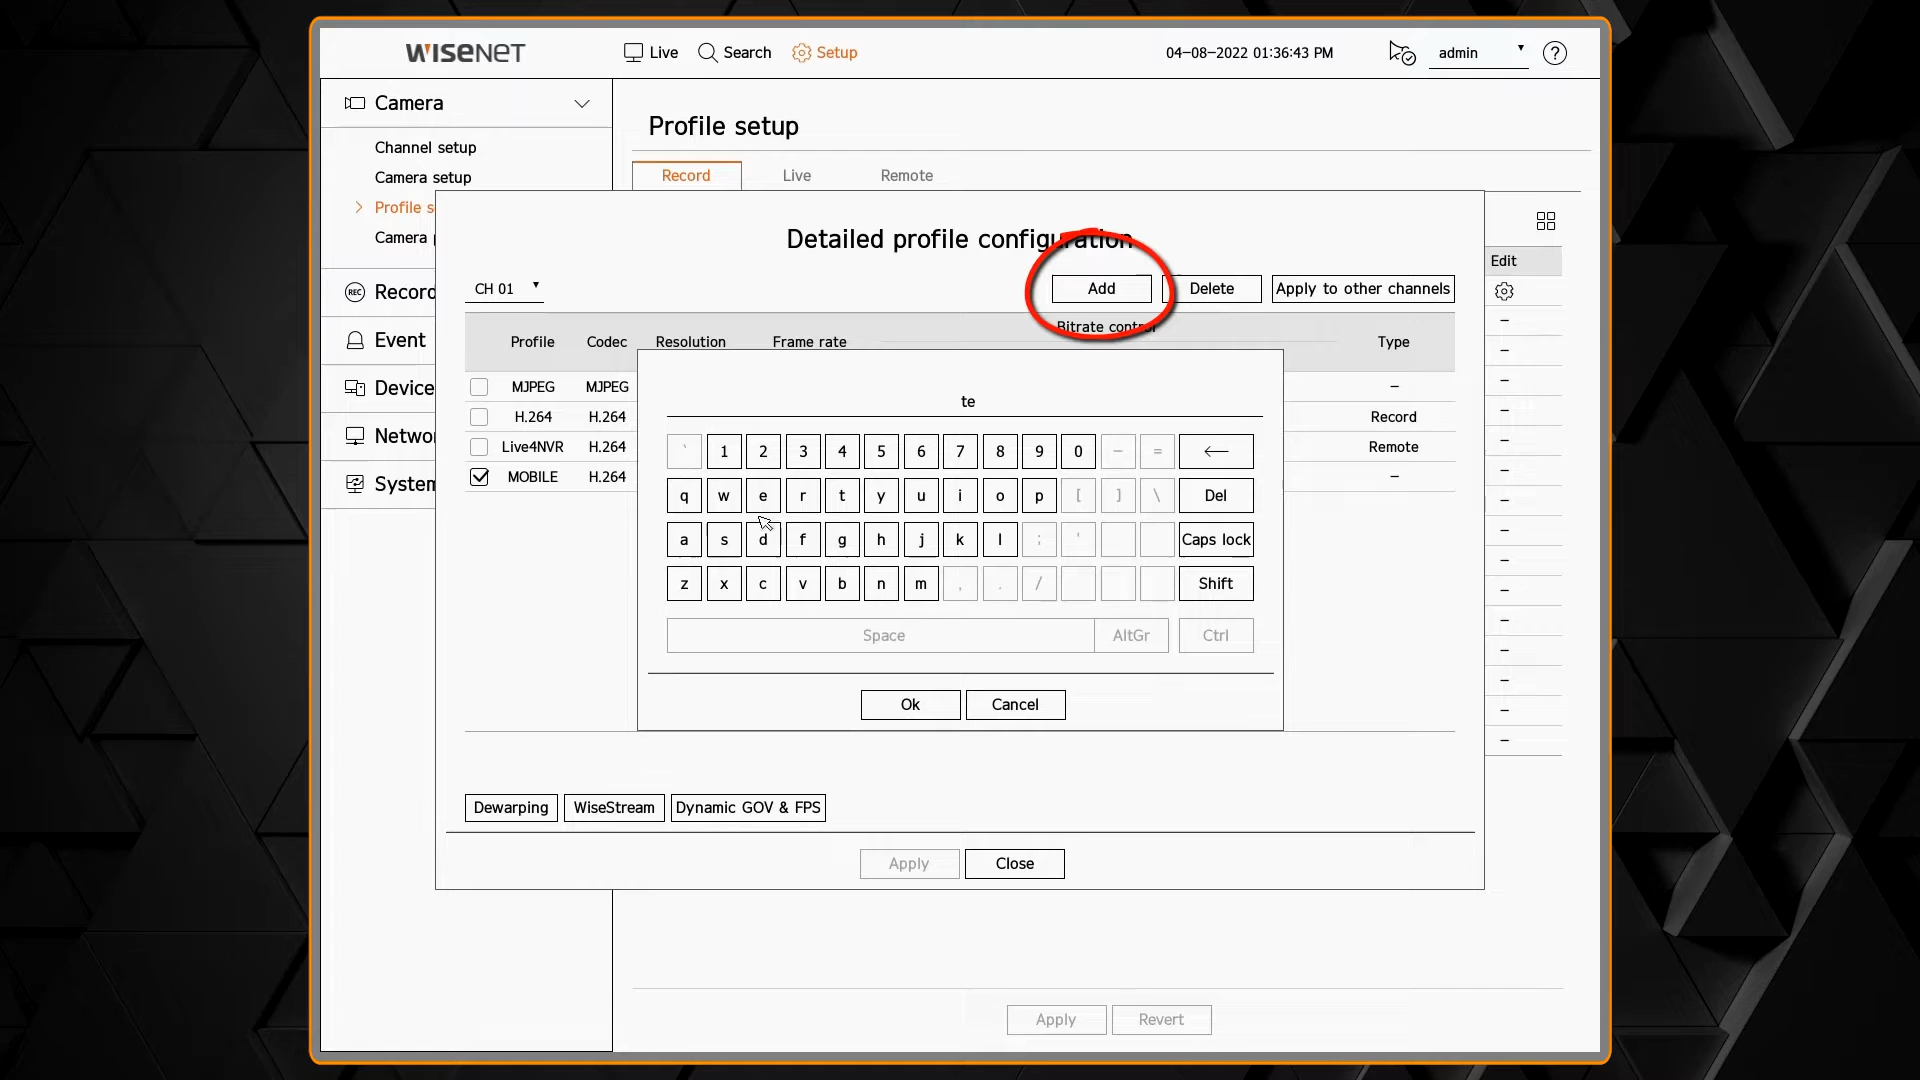 WISENET
Live Search Setup
04-08-2022 01:36:43 PM
admin
?
Camera
Channel setup
Camera setup
Profile s
Camera
REC Record
Event
Device
Networ
System
Profile setup
Record Live Remote
Edit
Detailed profile configuration
CH 01
Add Delete Apply to other channels
Bitrate control
Profile Codec Resolution Frame rate Type
MJPEG MJPEG –
H.264 H.264 Record
Live4NVR H.264 Remote
MOBILE H.264 –
te
` 1 2 3 4 5 6 7 8 9 0 – = ←
q w e r t y u i o p [ ] \ Del
a s d f g h j k l ; ' Caps lock
z x c v b n m , . / Shift
Space AltGr Ctrl
Ok Cancel
Dewarping WiseStream Dynamic GOV & FPS
Apply Close
Apply Revert